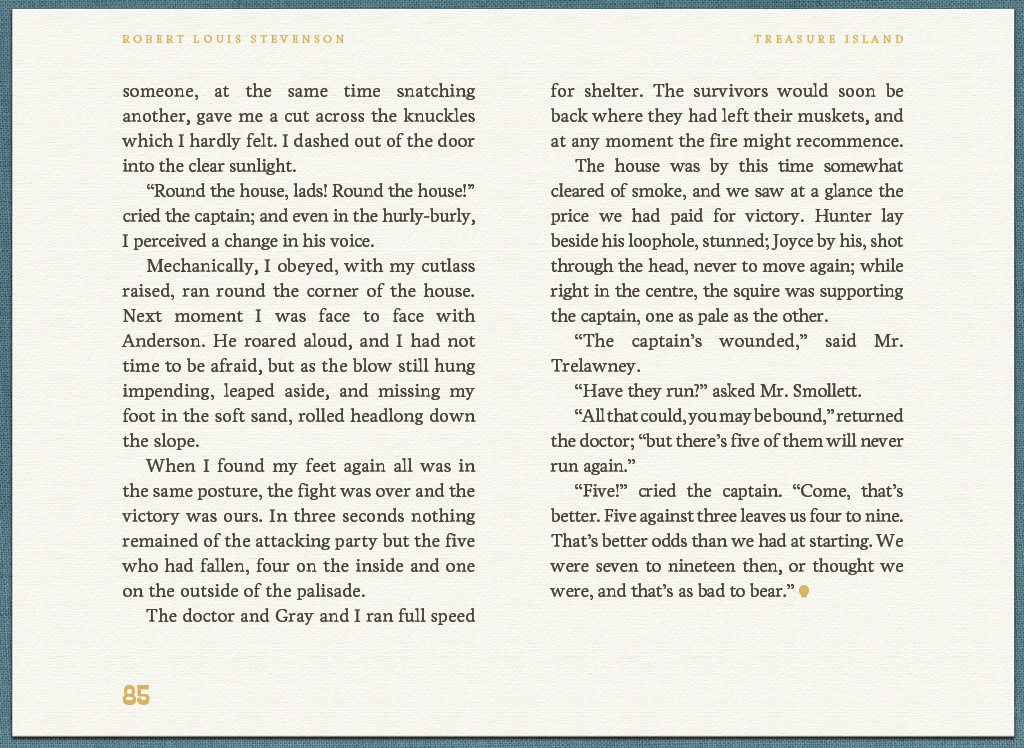 ROBERT LOUIS STEVENSON
TREASURE ISLAND
someone, at the same time snatching
another, gave me a cut across the knuckles
which I hardly felt. I dashed out of the door
into the clear sunlight.
“Round the house, lads! Round the house!”
cried the captain; and even in the hurly-burly,
I perceived a change in his voice.
Mechanically, I obeyed, with my cutlass
raised, ran round the corner of the house.
Next moment I was face to face with
Anderson. He roared aloud, and I had not
time to be afraid, but as the blow still hung
impending, leaped aside, and missing my
foot in the soft sand, rolled headlong down
the slope.
When I found my feet again all was in
the same posture, the fight was over and the
victory was ours. In three seconds nothing
remained of the attacking party but the five
who had fallen, four on the inside and one
on the outside of the palisade.
The doctor and Gray and I ran full speed
for shelter. The survivors would soon be
back where they had left their muskets, and
at any moment the fire might recommence.
The house was by this time somewhat
cleared of smoke, and we saw at a glance the
price we had paid for victory. Hunter lay
beside his loophole, stunned; Joyce by his, shot
through the head, never to move again; while
right in the centre, the squire was supporting
the captain, one as pale as the other.
“The captain’s wounded,” said Mr.
Trelawney.
“Have they run?” asked Mr. Smollett.
“All that could, you may be bound,” returned
the doctor; “but there’s five of them will never
run again.”
“Five!” cried the captain. “Come, that’s
better. Five against three leaves us four to nine.
That’s better odds than we had at starting. We
were seven to nineteen then, or thought we
were, and that’s as bad to bear.”
85